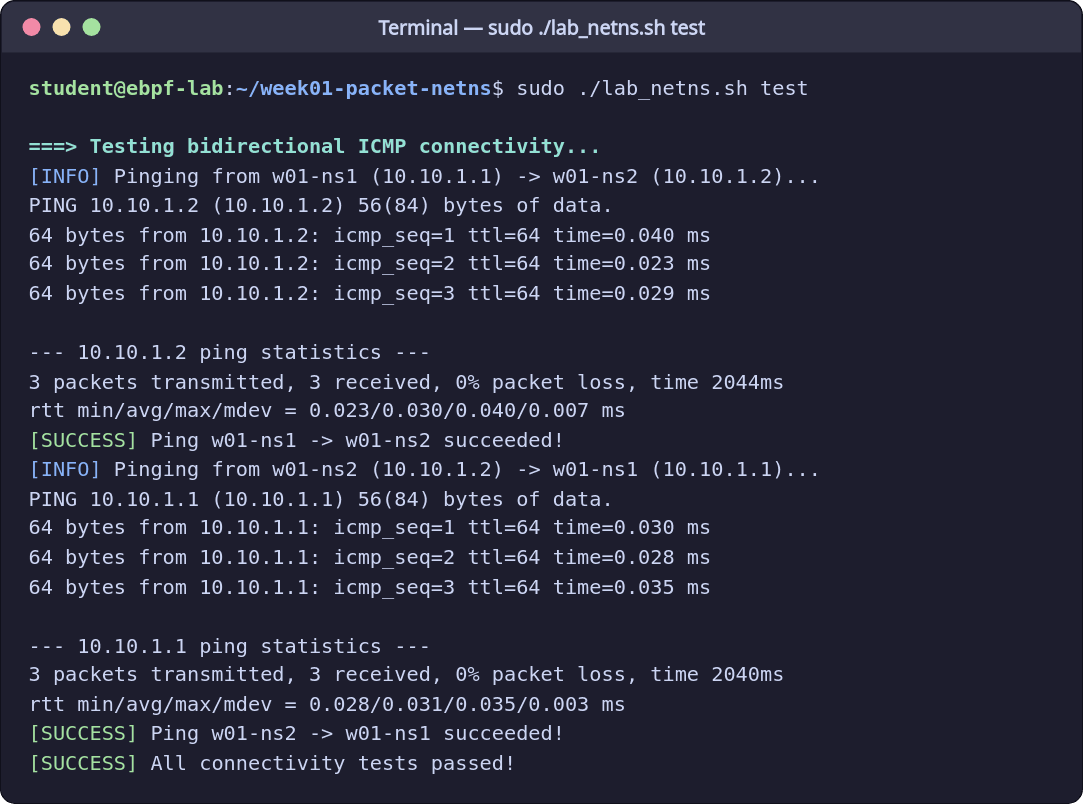 Terminal — sudo ./lab_netns.sh test
student@ebpf-lab:~/week01-packet-netns$ sudo ./lab_netns.sh test
===> Testing bidirectional ICMP connectivity...
[INFO] Pinging from w01-ns1 (10.10.1.1) -> w01-ns2 (10.10.1.2)...
PING 10.10.1.2 (10.10.1.2) 56(84) bytes of data.
64 bytes from 10.10.1.2: icmp_seq=1 ttl=64 time=0.040 ms
64 bytes from 10.10.1.2: icmp_seq=2 ttl=64 time=0.023 ms
64 bytes from 10.10.1.2: icmp_seq=3 ttl=64 time=0.029 ms
--- 10.10.1.2 ping statistics ---
3 packets transmitted, 3 received, 0% packet loss, time 2044ms
rtt min/avg/max/mdev = 0.023/0.030/0.040/0.007 ms
[SUCCESS] Ping w01-ns1 -> w01-ns2 succeeded!
[INFO] Pinging from w01-ns2 (10.10.1.2) -> w01-ns1 (10.10.1.1)...
PING 10.10.1.1 (10.10.1.1) 56(84) bytes of data.
64 bytes from 10.10.1.1: icmp_seq=1 ttl=64 time=0.030 ms
64 bytes from 10.10.1.1: icmp_seq=2 ttl=64 time=0.028 ms
64 bytes from 10.10.1.1: icmp_seq=3 ttl=64 time=0.035 ms
--- 10.10.1.1 ping statistics ---
3 packets transmitted, 3 received, 0% packet loss, time 2040ms
rtt min/avg/max/mdev = 0.028/0.031/0.035/0.003 ms
[SUCCESS] Ping w01-ns2 -> w01-ns1 succeeded!
[SUCCESS] All connectivity tests passed!